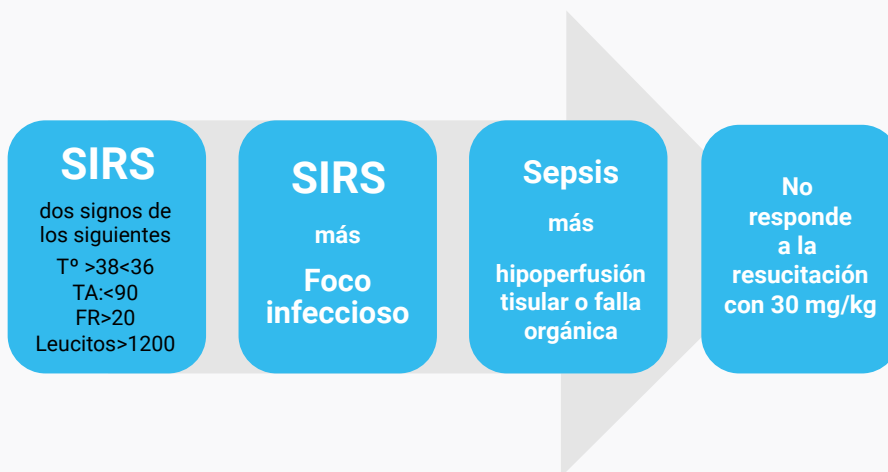 SIRS
dos signos de
los siguientes
Tº >38<36
TA:<90
FR>20
Leucitos>1200
SIRS
más
Foco
infeccioso
Sepsis
más
hipoperfusión
tisular o falla
orgánica
No
responde
a la
resucitación
con 30 mg/kg